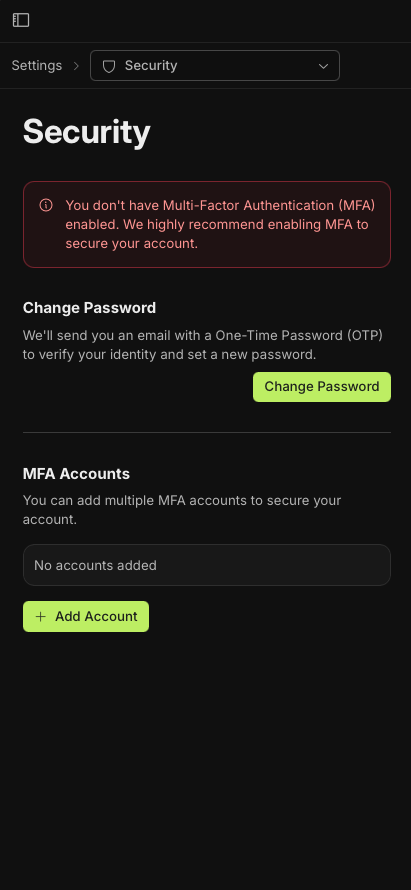 Settings
Security
Security
You don't have Multi-Factor Authentication (MFA)
enabled. We highly recommend enabling MFA to
secure your account.
Change Password
We'll send you an email with a One-Time Password (OTP)
to verify your identity and set a new password.
Change Password
MFA Accounts
You can add multiple MFA accounts to secure your
account.
No accounts added
Add Account